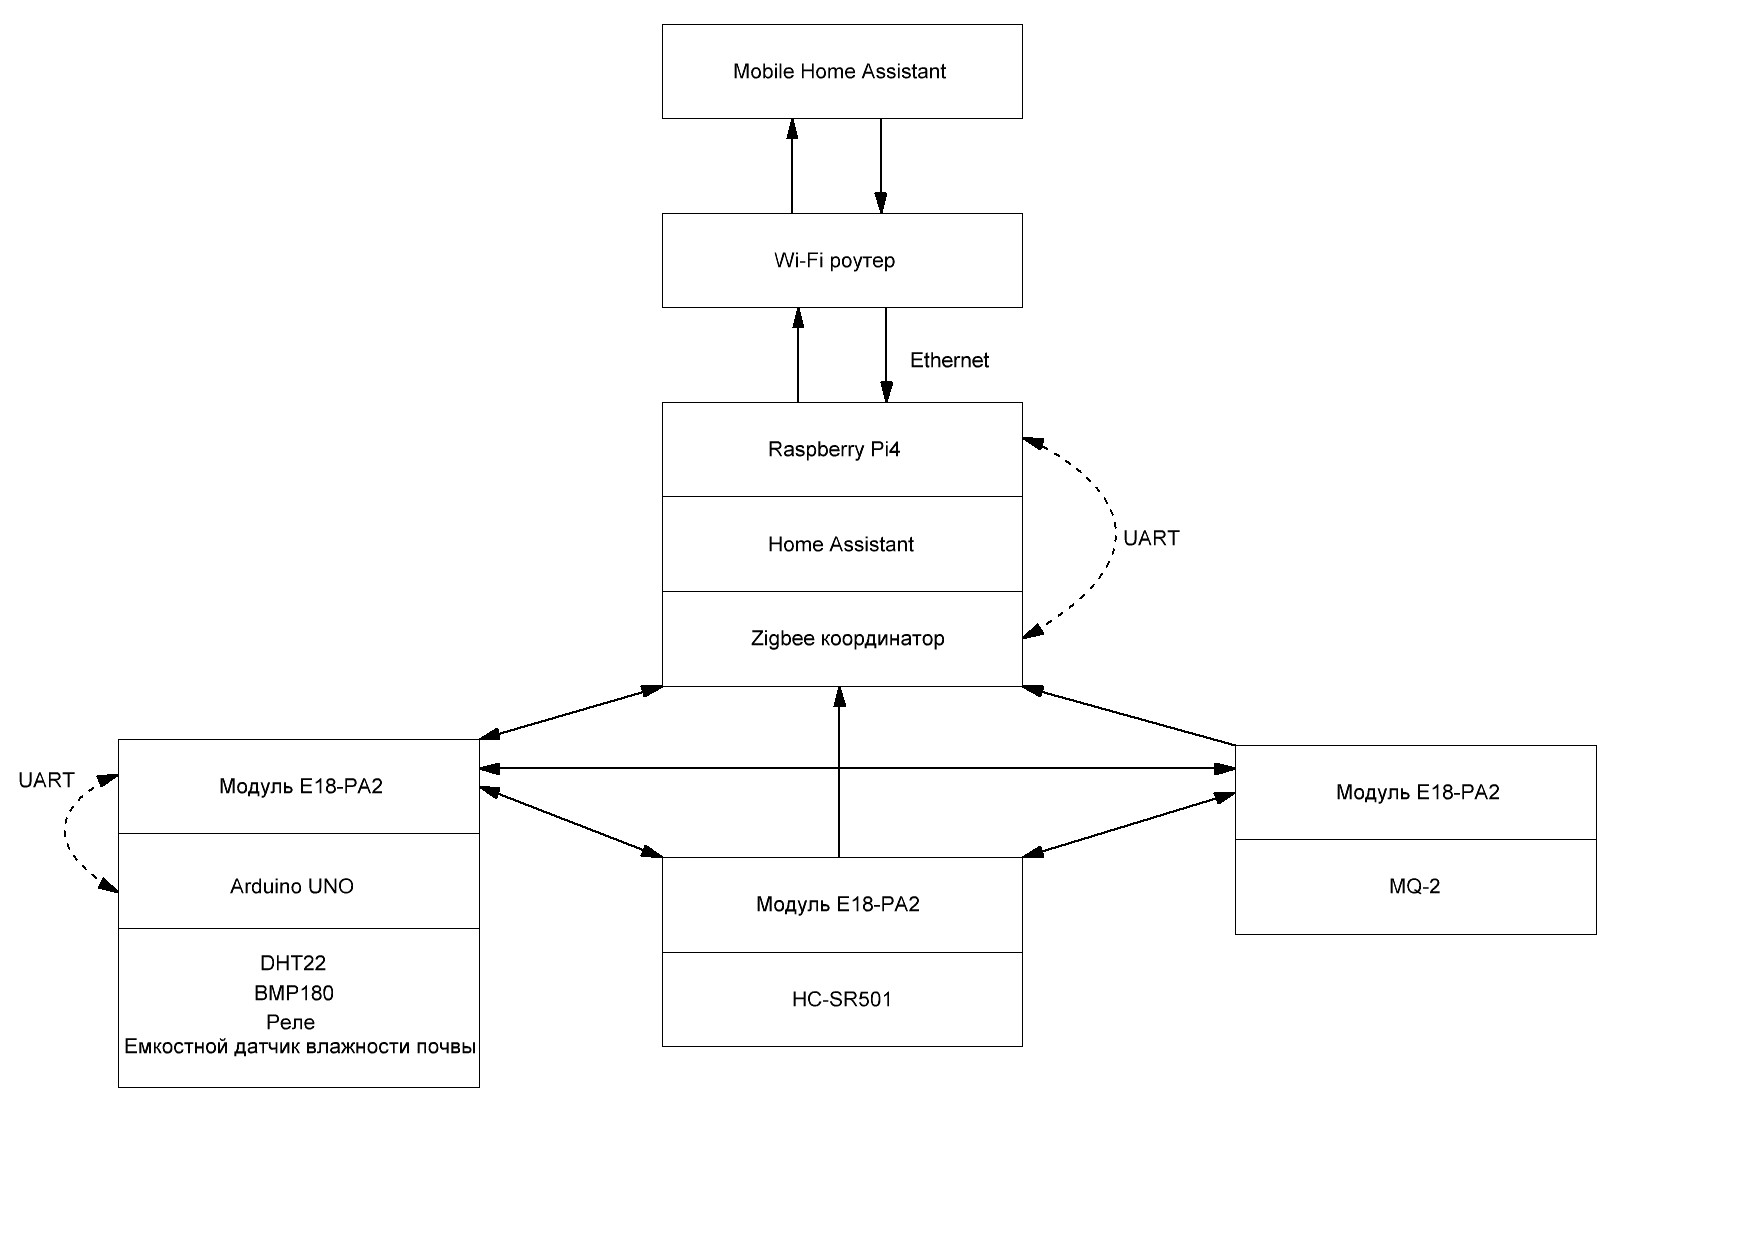 Mobile Home Assistant
Wi-Fi роутер
Ethernet
Raspberry Pi4
Home Assistant
UART
Zigbee координатор
UART
Модуль E18-PA2
Arduino UNO
DHT22
BMP180
Реле
Емкостной датчик влажности почвы
Модуль E18-PA2
HC-SR501
Модуль E18-PA2
MQ-2